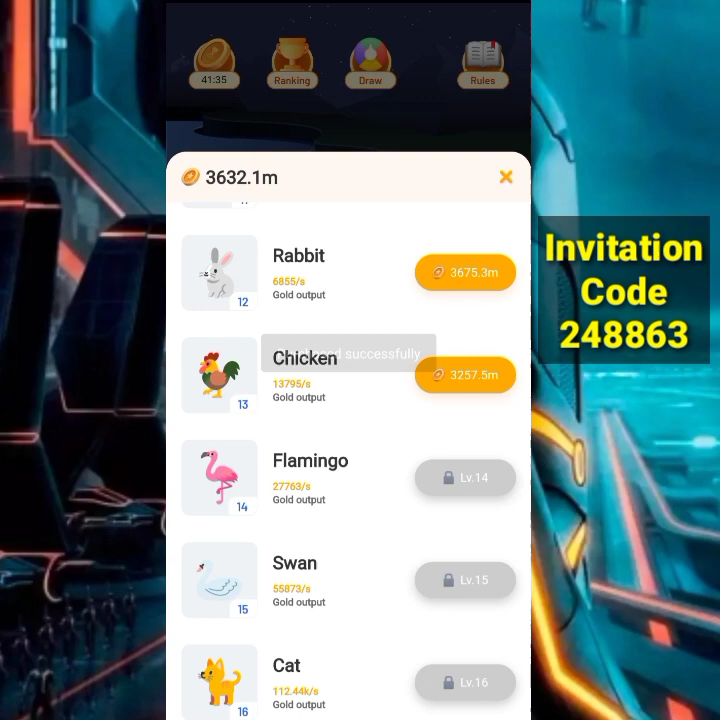 41:35
Ranking
Draw
Rules
3632.1m
Rabbit
6855/s
Gold output
12
3675.3m
successfully
Chicken
13795/s
Gold output
13
3257.5m
Flamingo
27763/s
Gold output
14
Lv.14
Swan
55873/s
Gold output
15
Lv.15
Cat
112.44k/s
16
Lv.16
Invitation
Code
248863